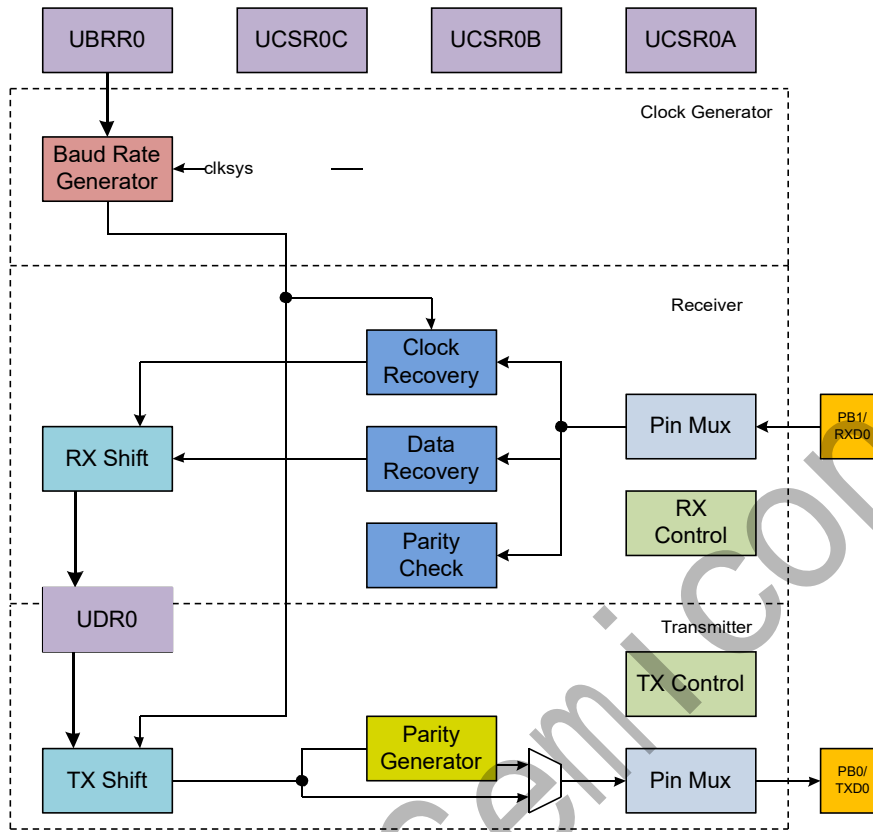 UBRR0
UCSR0C
UCSR0B
UCSR0A
Clock Generator
Baud Rate
Generator
clksys
Receiver
Clock
Recovery
Pin Mux
PB1/
RXD0
RX Shift
Data
Recovery
RX
Control
Parity
Check
UDR0
Transmitter
TX Control
Parity
Generator
TX Shift
Pin Mux
PB0/
TXD0
Semicon